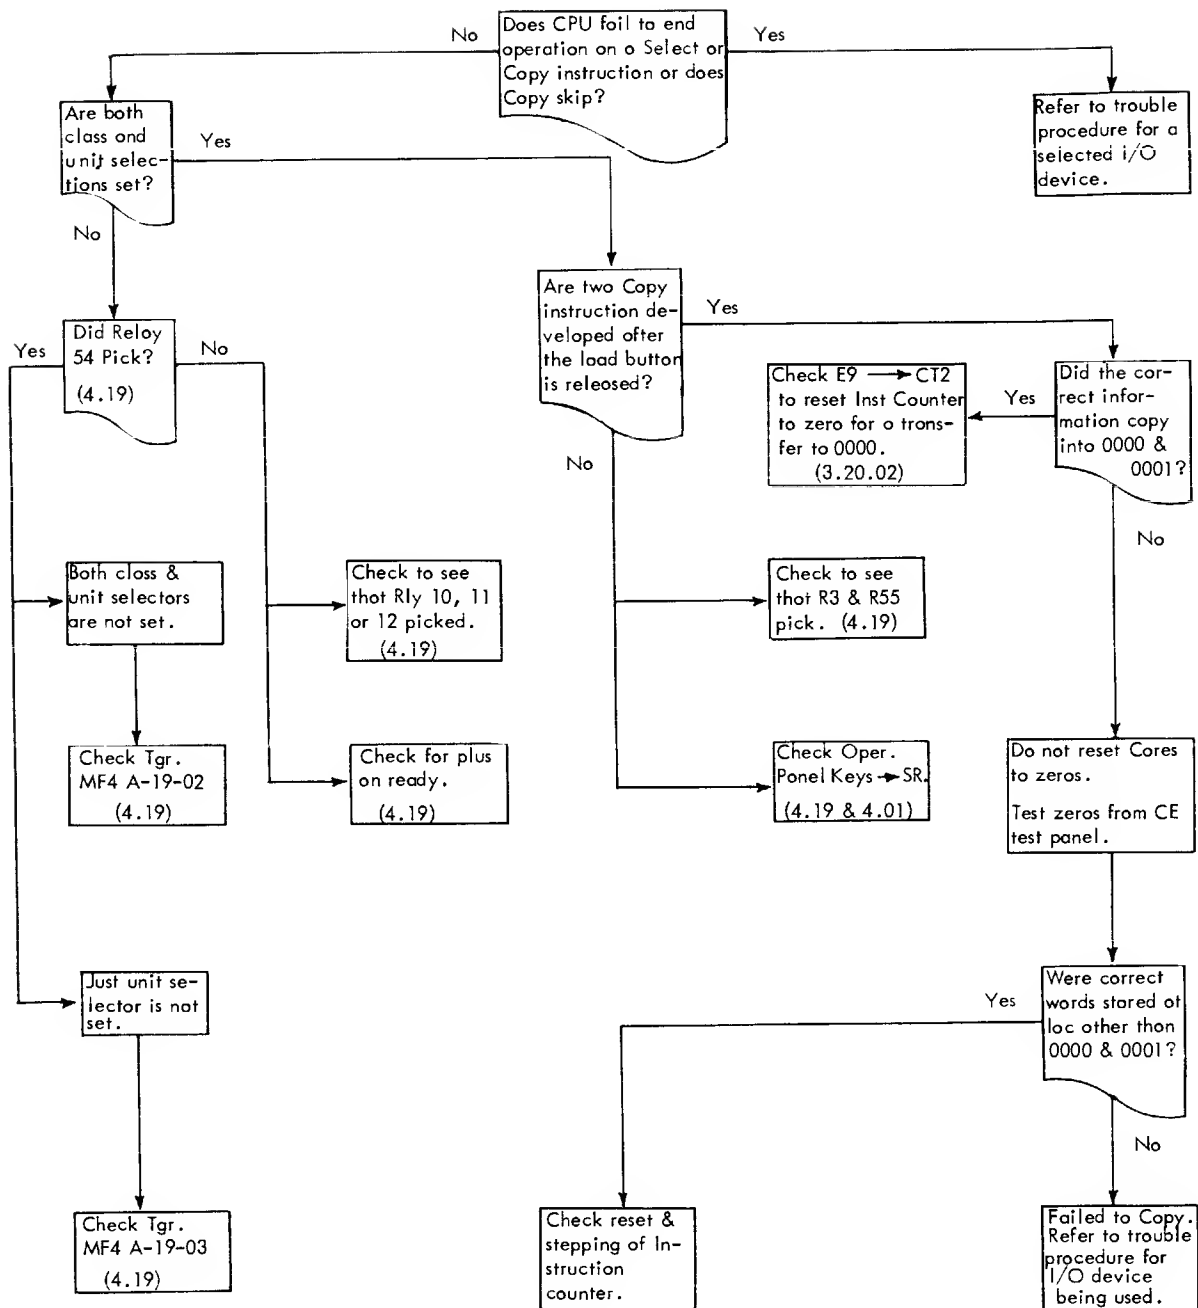 Does CPU foil to end
operation on o Select or
Copy instruction or does
Copy skip?
No
Yes
Are both
class ond
unit selec-
tions set?
Yes
No
Refer to trouble
procedure for a
selected i/O
device.
Did Reloy
54 Pick?
(4.19)
Yes
No
Are two Copy
instruction de-
veloped ofter
the load button
is releosed?
Yes
No
Check E9 → CT2
to reset Inst Counter
to zero for o trons-
fer to 0000.
(3.20.02)
Yes
Did the cor-
rect infor-
mation copy
into 0000 &
0001?
No
Both closs &
unit selectors
are not set.
Check to see
thot Rly 10, 11
or 12 picked.
(4.19)
Check to see
thot R3 & R55
pick. (4.19)
Check Tgr.
MF4 A-19-02
(4.19)
Check for plus
on ready.
(4.19)
Check Oper.
Ponel Keys → SR.
(4.19 & 4.01)
Do not reset Cores
to zeros.
Test zeros from CE
test panel.
Just unit se-
lector is not
set.
Yes
Were correct
words stored ot
loc other thon
0000 & 0001?
No
Check Tgr.
MF4 A-19-03
(4.19)
Check reset &
stepping of In-
struction
counter.
Failed to Copy.
Refer to trouble
procedure for
I/O device
being used.